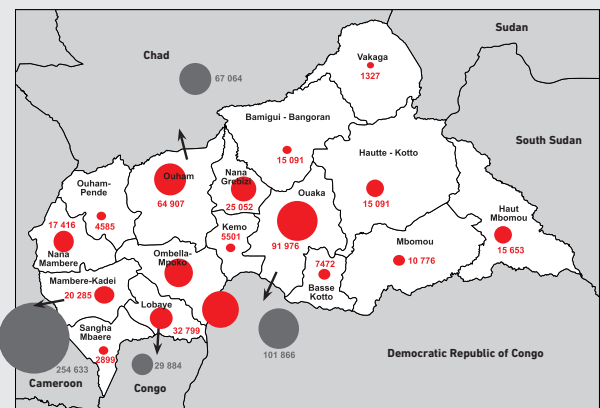 Sudan
Chad
Vakaga
67 064
1327
Bamigui - Bangoran
South Sudan
15 091
Hautte - Kotto
Ouham
Nana
Grebizi
Ouham-
Pende
Ouaka
64 907
25 052
15 091
Haut
Mbomou
17 416
4585
Kemo
5501
91 976
Mbomou
15 653
Nana
Mambere
Ombella-
Mpoko
7472
10 776
Mambere-Kadei
20 285
Basse
Kotto
Lobaye
32 799
Sangha
Mbaere
101 866
2899
254 633
29 884
Democratic Republic of Congo
Cameroon
Congo